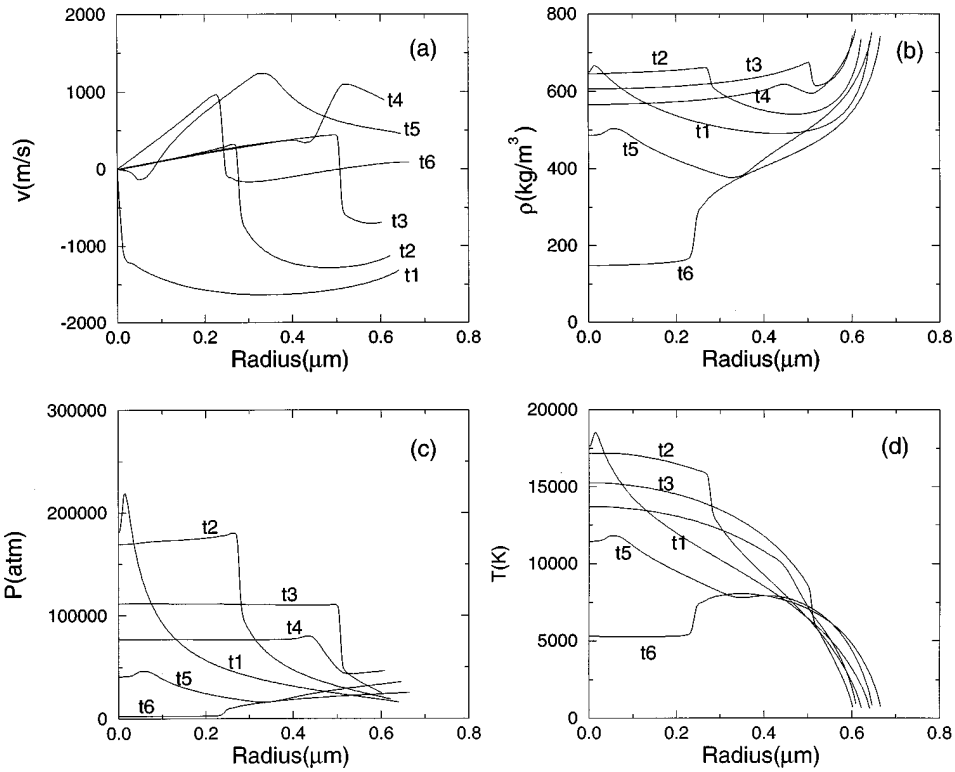 2000
1000
0
-1000
-2000
v(m/s)
(a)
t4
t5
t6
t3
t2
t1
0.0
0.2
0.4
0.6
0.8
Radius(μm)
800
600
400
200
0
ρ(kg/m³)
(b)
t2
t3
t4
t1
t5
t6
0.0
0.2
0.4
0.6
0.8
Radius(μm)
300000
200000
100000
0
P(atm)
(c)
t2
t3
t4
t1
t5
t6
0.0
0.2
0.4
0.6
0.8
Radius(μm)
20000
15000
10000
5000
0
T(K)
(d)
t2
t3
t1
t5
t6
0.0
0.2
0.4
0.6
0.8
Radius(μm)